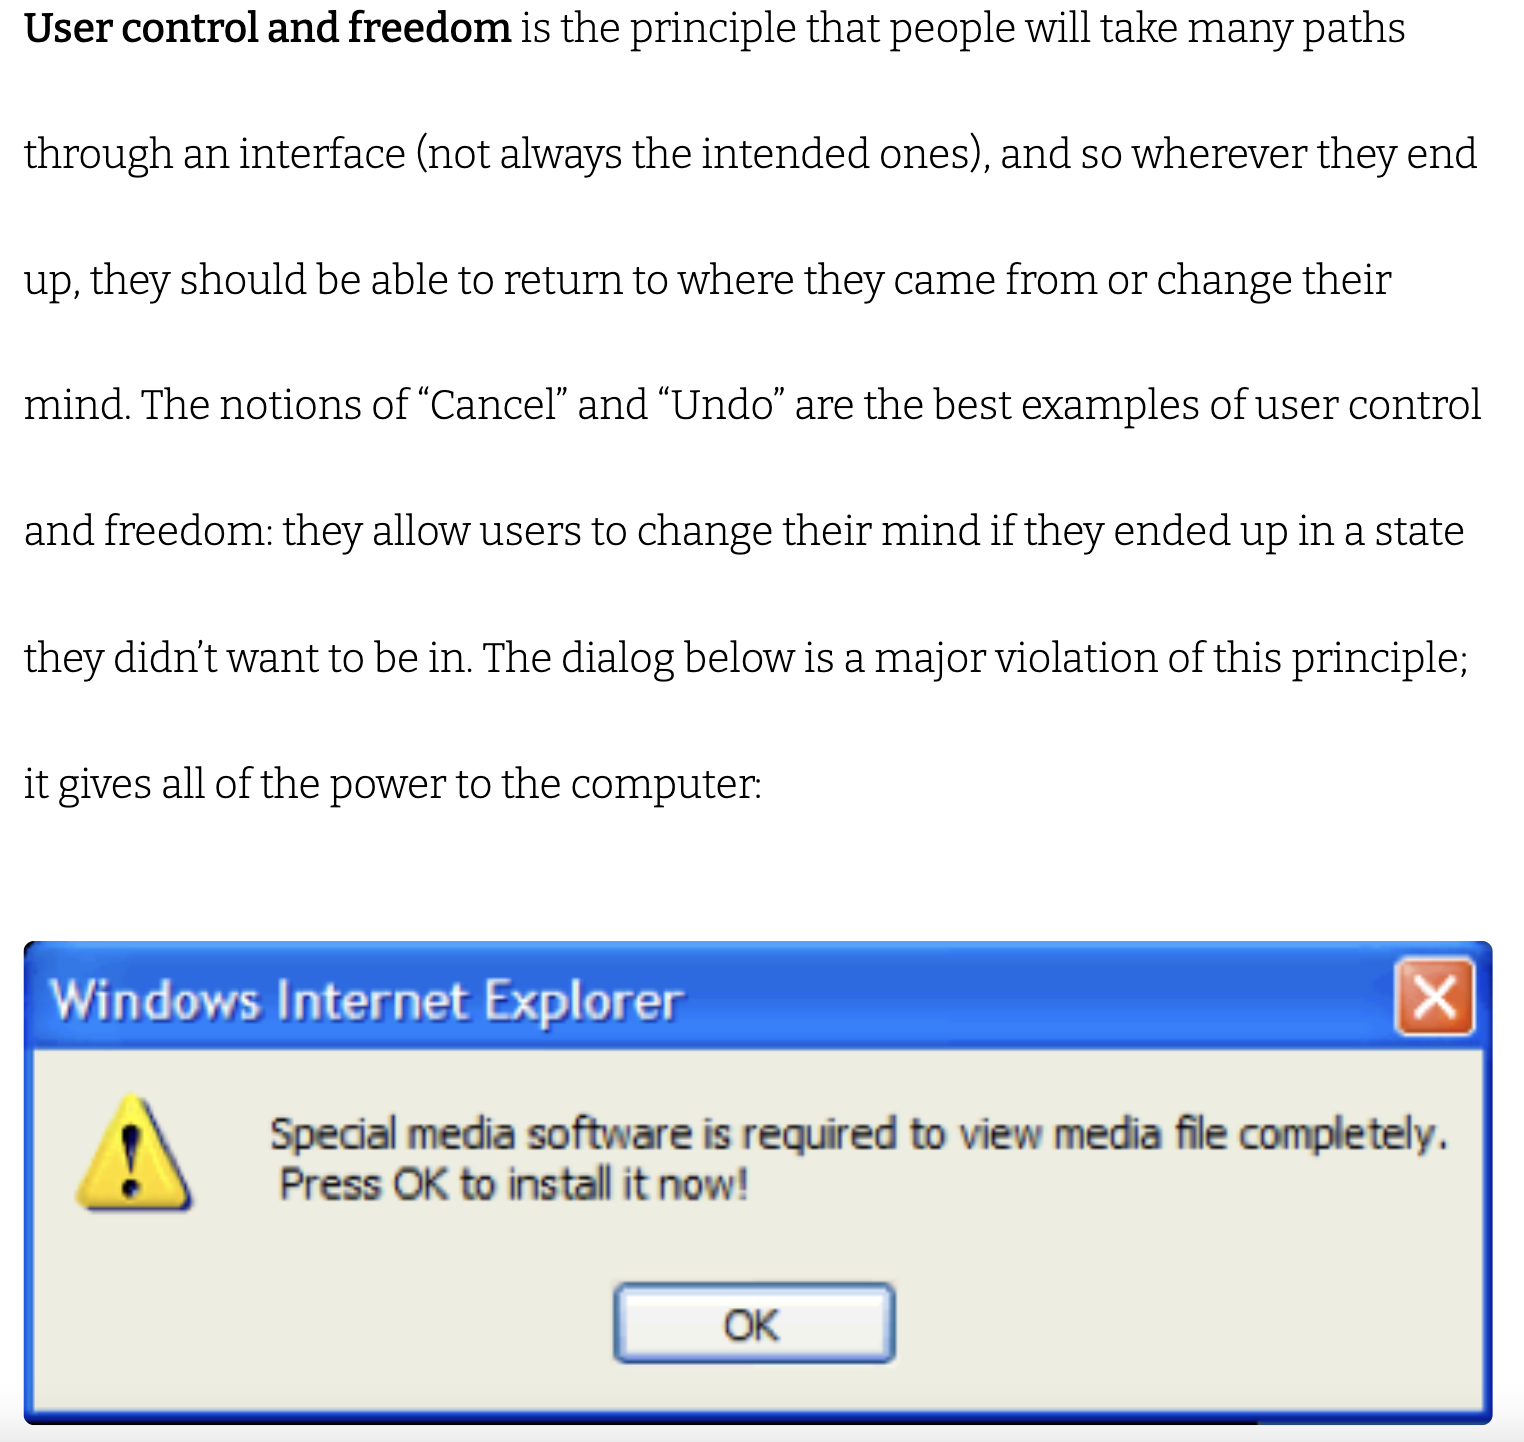 User control and freedom is the principle that people will take many paths
through an interface (not always the intended ones), and so wherever they end
up, they should be able to return to where they came from or change their
mind. The notions of “Cancel” and “Undo” are the best examples of user control
and freedom: they allow users to change their mind if they ended up in a state
they didn’t want to be in. The dialog below is a major violation of this principle;
it gives all of the power to the computer:
Windows Internet Explorer
Special media software is required to view media file completely.
Press OK to install it now!
OK